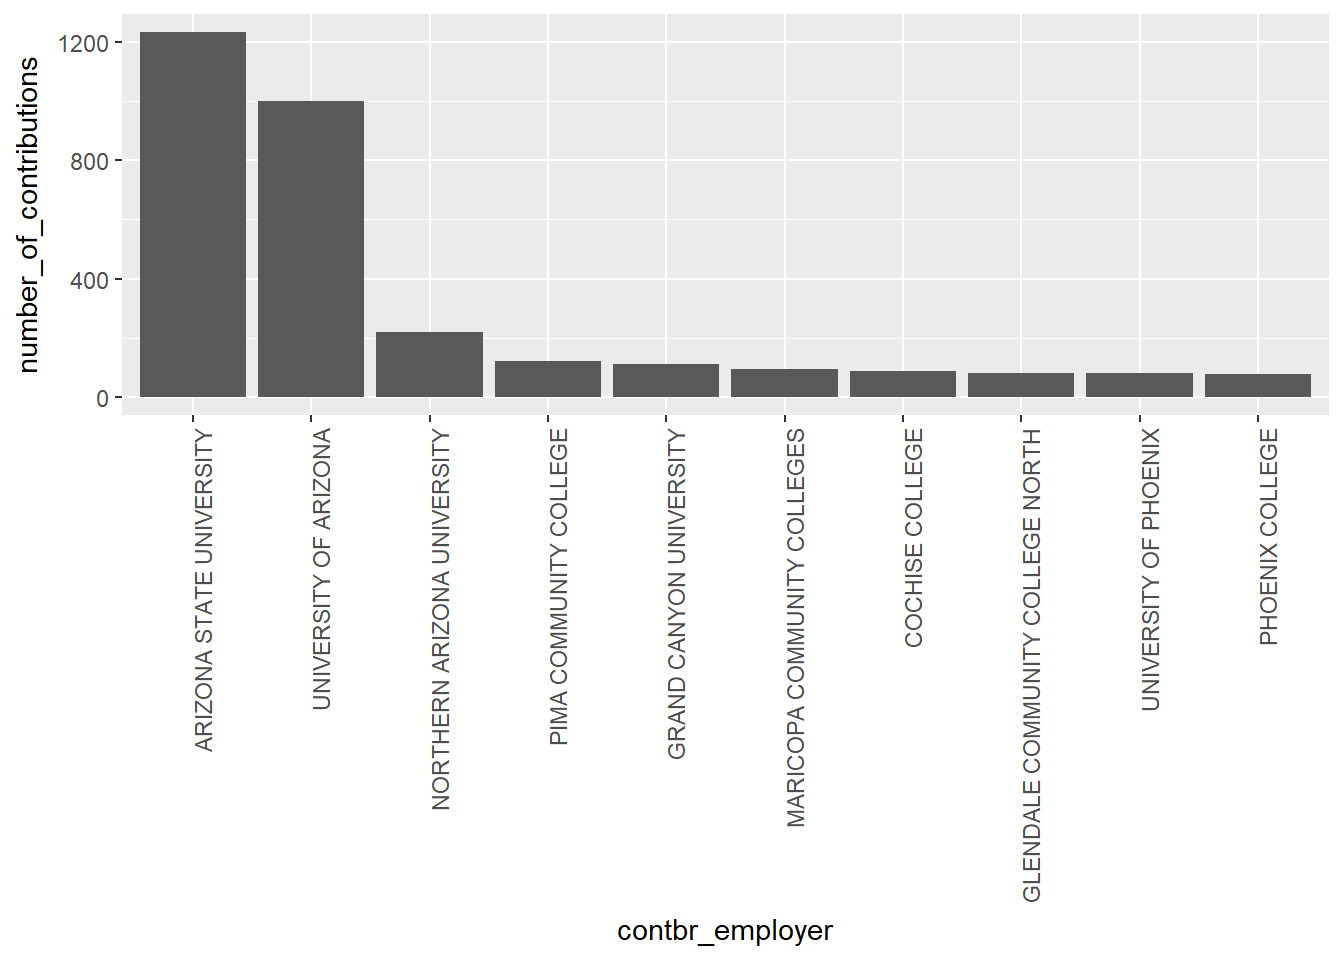 number_of_contributions
1200
800
400
0
ARIZONA STATE UNIVERSITY
UNIVERSITY OF ARIZONA
NORTHERN ARIZONA UNIVERSITY
PIMA COMMUNITY COLLEGE
GRAND CANYON UNIVERSITY
MARICOPA COMMUNITY COLLEGES
COCHISE COLLEGE
GLENDALE COMMUNITY COLLEGE NORTH
UNIVERSITY OF PHOENIX
PHOENIX COLLEGE
contbr_employer